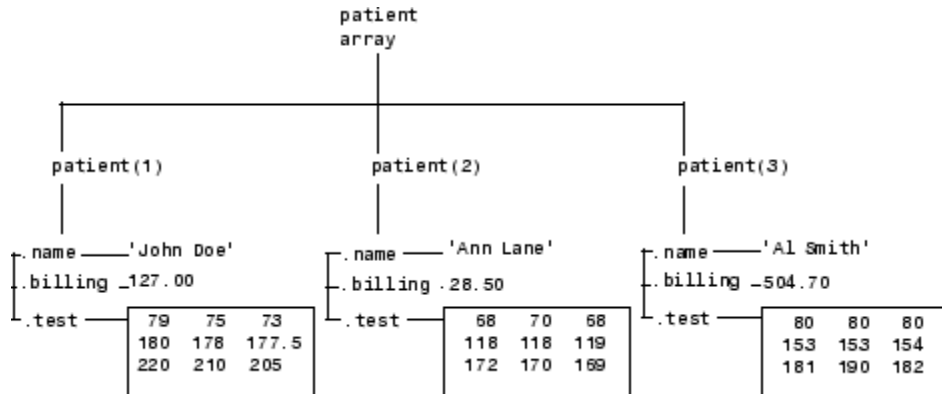 patient
array
patient(1)
patient(2)
patient(3)
.name 'John Doe'
.billing 127.00
.test
79 75 73
180 178 177.5
220 210 205
.name 'Ann Lane'
.billing 28.50
.test
68 70 68
118 118 119
172 170 169
.name 'Al Smith'
.billing 504.70
.test
80 80 80
153 153 154
181 190 182